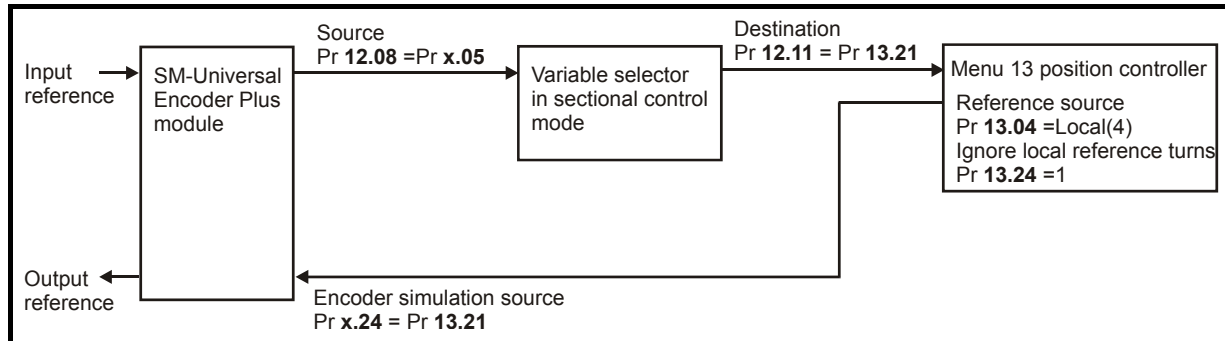 Input
reference
SM-Universal
Encoder Plus
module
Source
Pr 12.08 =Pr x.05
Variable selector
in sectional control
mode
Destination
Pr 12.11 = Pr 13.21
Menu 13 position controller
Reference source
Pr 13.04 =Local(4)
Ignore local reference turns
Pr 13.24 =1
Output
reference
Encoder simulation source
Pr x.24 = Pr 13.21